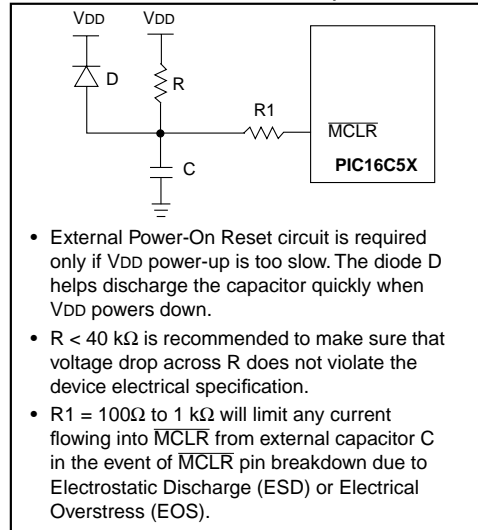 VDD VDD
D
R
R1
MCLR
C
PIC16C5X
• External Power-On Reset circuit is required
only if VDD power-up is too slow. The diode D
helps discharge the capacitor quickly when
VDD powers down.
• R < 40 kΩ is recommended to make sure that
voltage drop across R does not violate the
device electrical specification.
• R1 = 100Ω to 1 kΩ will limit any current
flowing into MCLR from external capacitor C
in the event of MCLR pin breakdown due to
Electrostatic Discharge (ESD) or Electrical
Overstress (EOS).